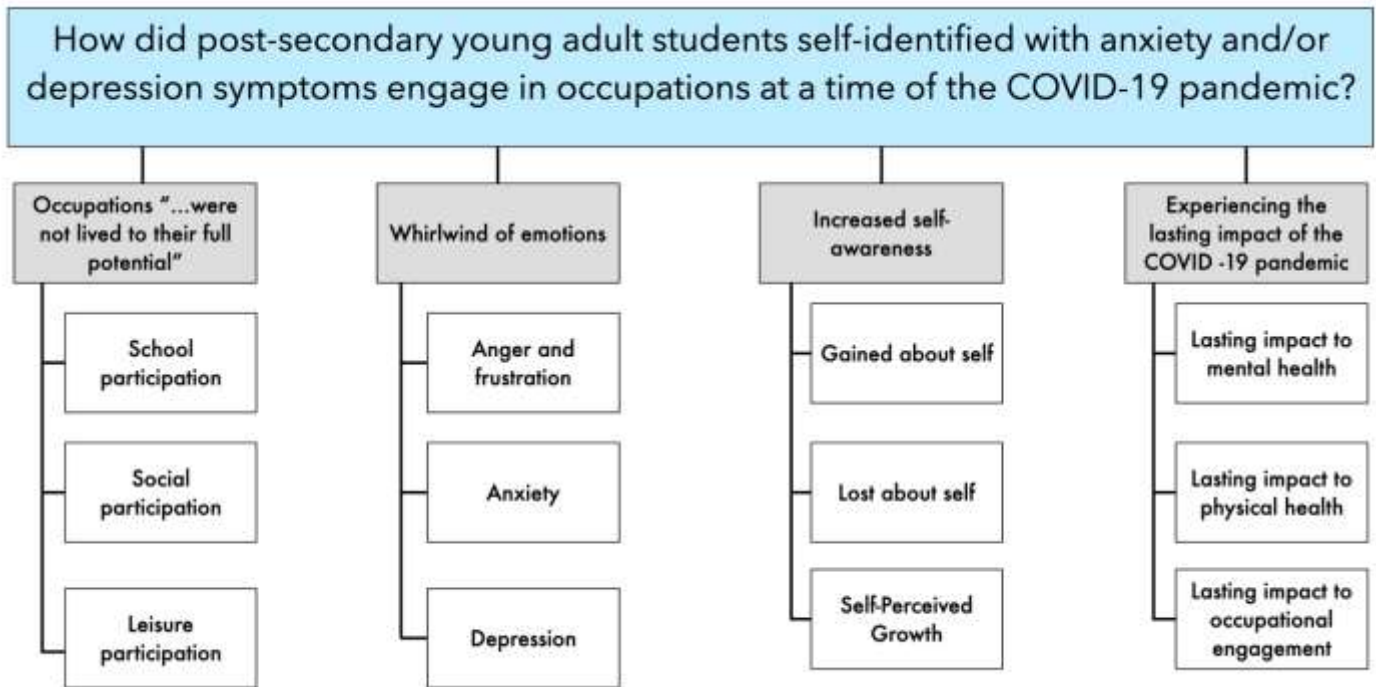 How did post-secondary young adult students self-identified with anxiety and/or
depression symptoms engage in occupations at a time of the COVID-19 pandemic?
Occupations "...were
not lived to their full
potential"
School
participation
Social
participation
Leisure
participation
Whirlwind of emotions
Anger and
frustration
Anxiety
Depression
Increased self-
awareness
Gained about self
Lost about self
Self-Perceived
Growth
Experiencing the
lasting impact of the
COVID -19 pandemic
Lasting impact to
mental health
Lasting impact to
physical health
Lasting impact to
occupational
engagement